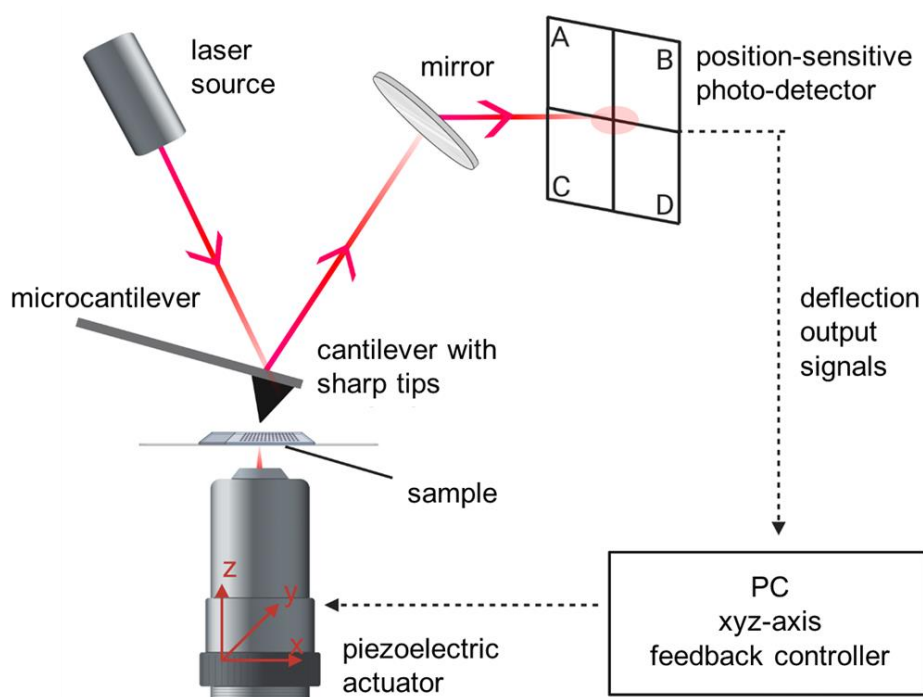 laser
source
mirror
A
B
C
D
position-sensitive
photo-detector
microcantilever
cantilever with
sharp tips
deflection
output
signals
sample
z
y
x
piezoelectric
actuator
PC
xyz-axis
feedback controller